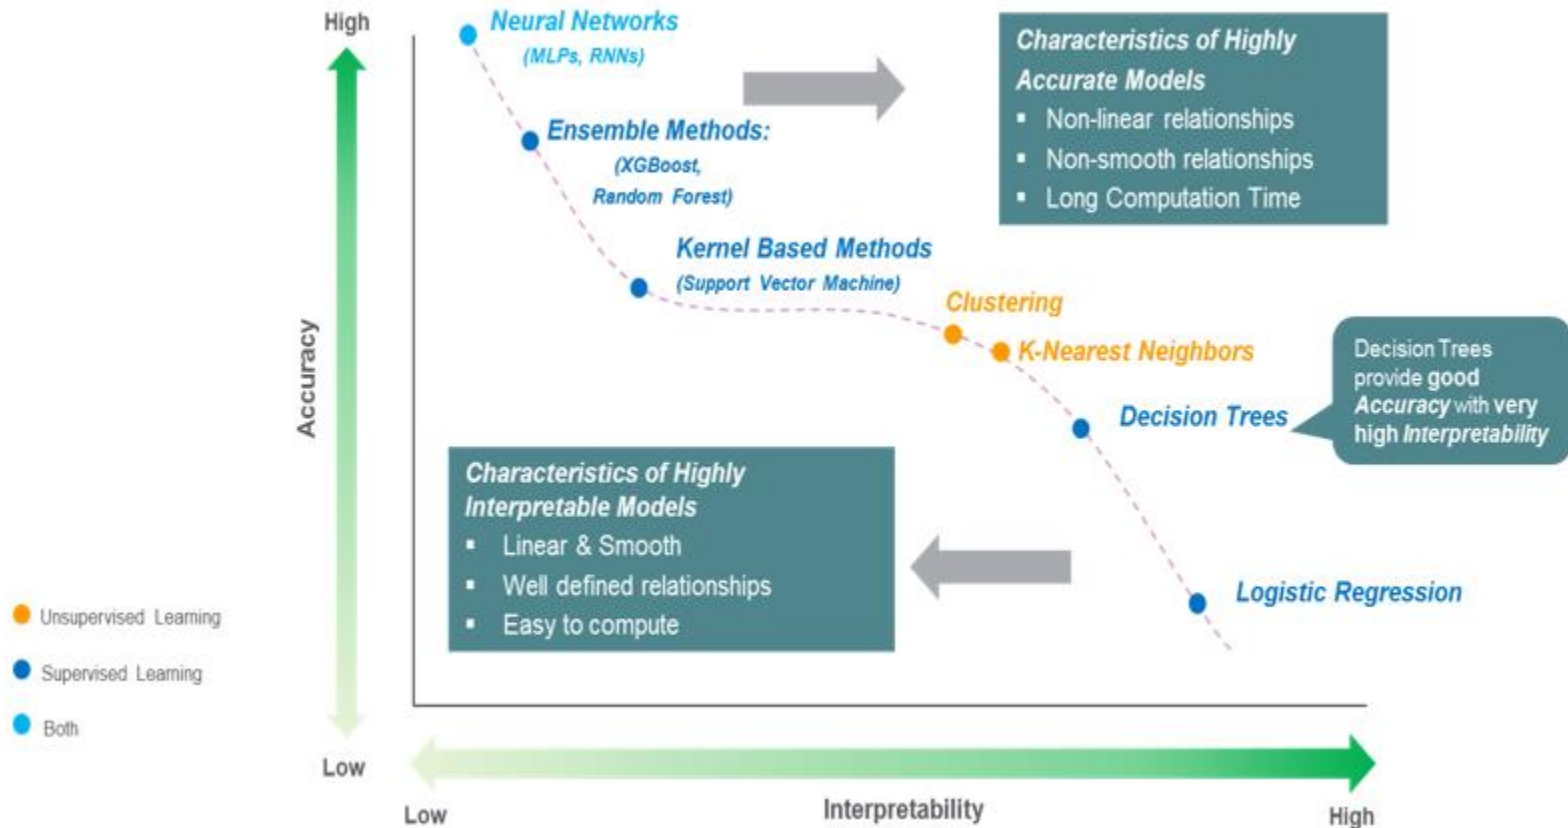 High
Neural Networks
(MLPs, RNNs)
Ensemble Methods:
(XGBoost,
Random Forest)
Kernel Based Methods
(Support Vector Machine)
Characteristics of Highly
Accurate Models
▪ Non-linear relationships
▪ Non-smooth relationships
▪ Long Computation Time
Clustering
K-Nearest Neighbors
Decision Trees
Decision Trees
provide good
Accuracy with very
high Interpretability
Accuracy
Characteristics of Highly
Interpretable Models
▪ Linear & Smooth
▪ Well defined relationships
▪ Easy to compute
Logistic Regression
Unsupervised Learning
Supervised Learning
Both
Low
Low
Interpretability
High